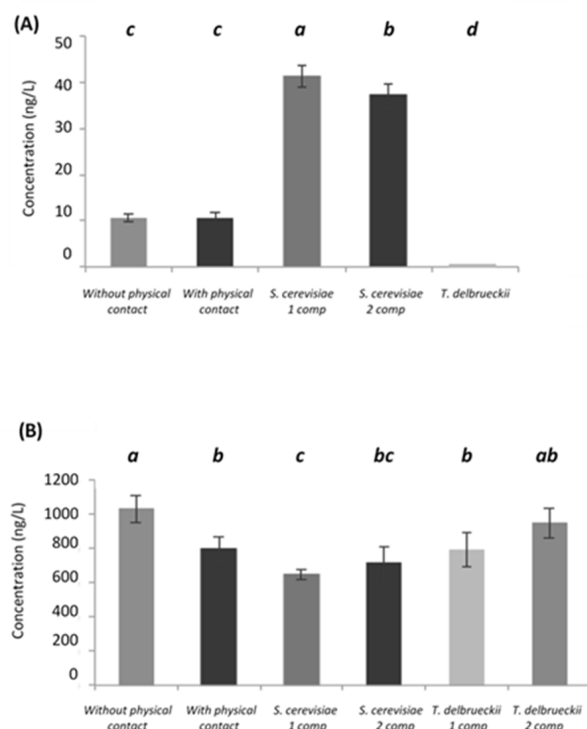 (A)
c c a b d
Concentration (ng/L)
50
40
30
20
10
0
Without physical contact
With physical contact
S. cerevisiae 1 comp
S. cerevisiae 2 comp
T. delbrueckii
(B)
a b c bc b ab
Concentration (ng/L)
1200
1000
800
600
400
200
0
Without physical contact
With physical contact
S. cerevisiae 1 comp
S. cerevisiae 2 comp
T. delbrueckii 1 comp
T. delbrueckii 2 comp